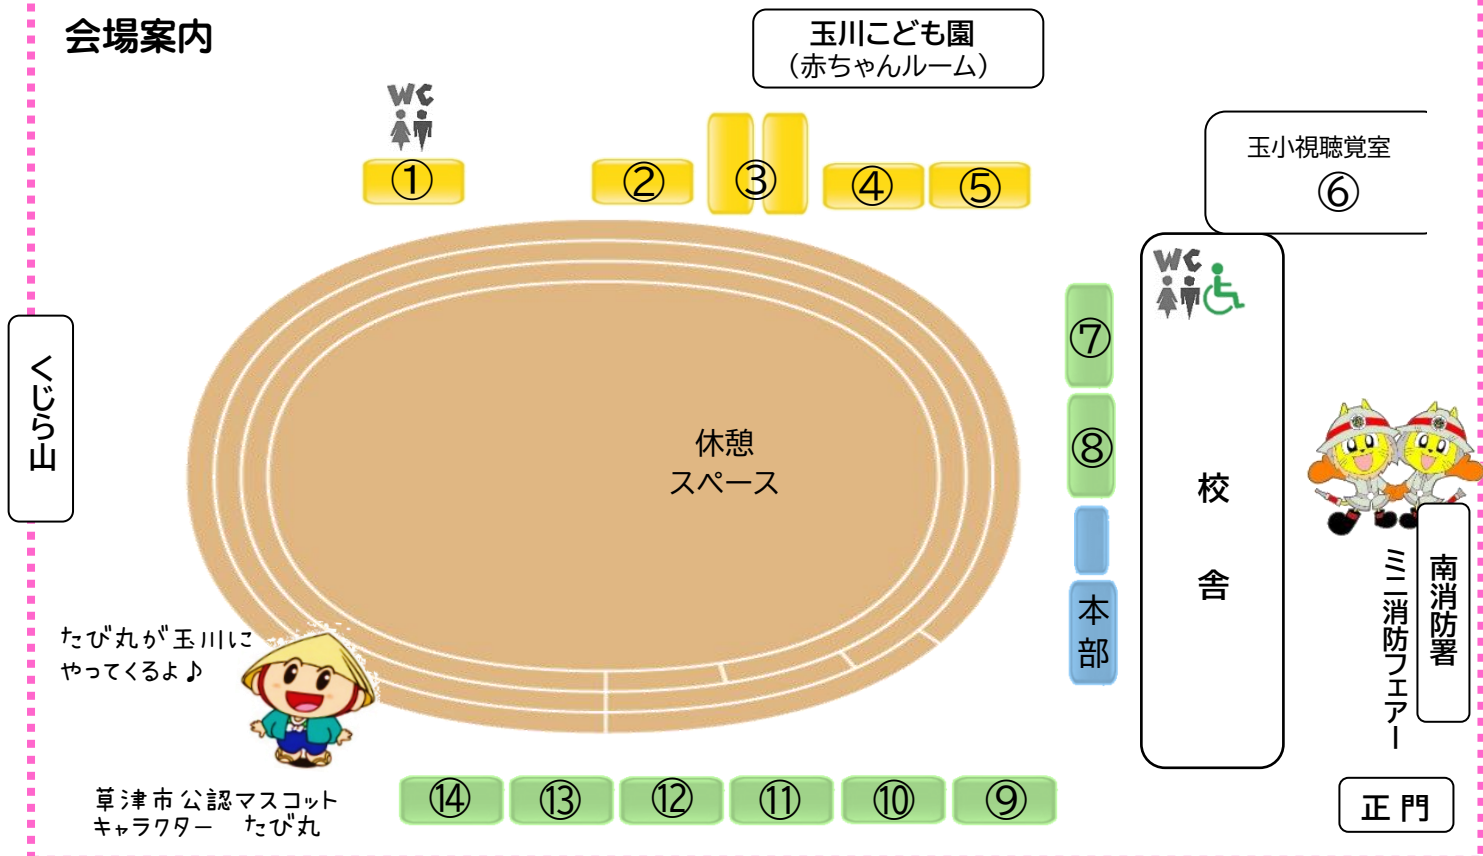 会場案内
玉川こども園
（赤ちゃんルーム）
WC
①
②
③
④
⑤
玉小視聴覚室
⑥
WC
⑦
⑧
本部
校舎
くじら山
休憩
スペース
南消防署
ミニ消防フェアー
たび丸が玉川に
やってくるよ♪
草津市公認マスコット
キャラクター　たび丸
⑭
⑬
⑫
⑪
⑩
⑨
正門